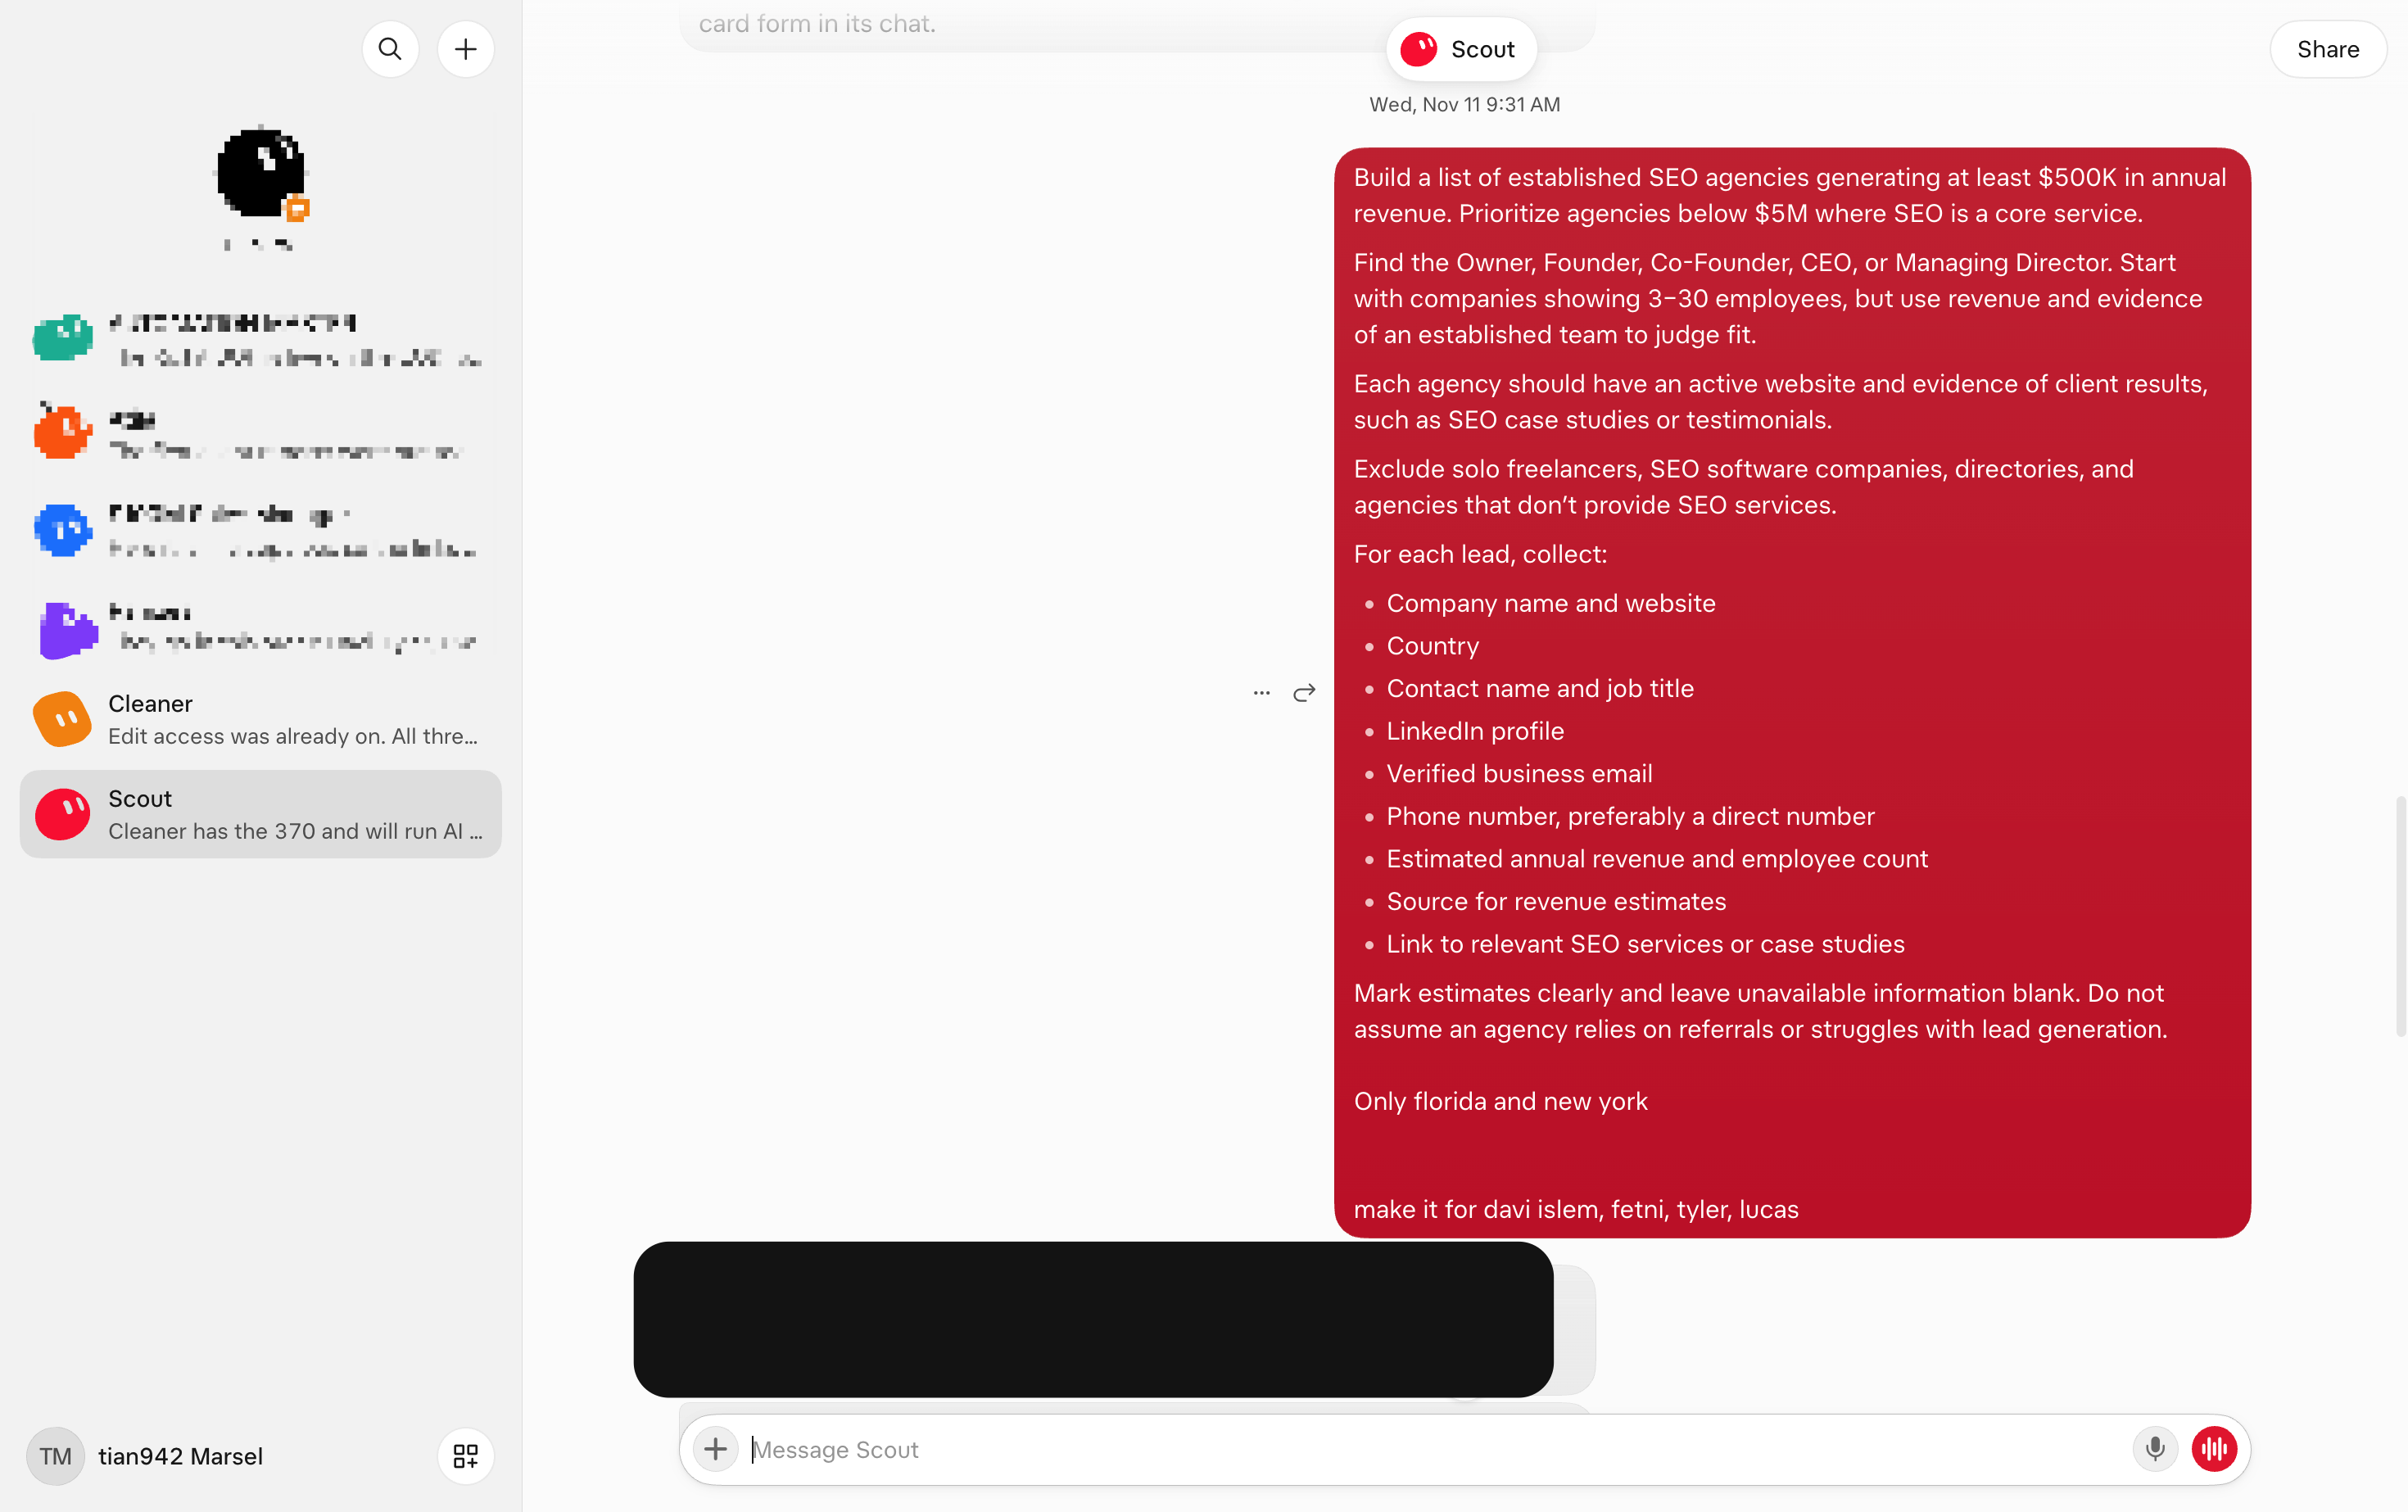 card form in its chat.
Scout
Share
Wed, Nov 11 9:31 AM
Build a list of established SEO agencies generating at least $500K in annual
revenue. Prioritize agencies below $5M where SEO is a core service.
Find the Owner, Founder, Co-Founder, CEO, or Managing Director. Start
with companies showing 3–30 employees, but use revenue and evidence
of an established team to judge fit.
Each agency should have an active website and evidence of client results,
such as SEO case studies or testimonials.
Exclude solo freelancers, SEO software companies, directories, and
agencies that don’t provide SEO services.
For each lead, collect:
• Company name and website
• Country
• Contact name and job title
• LinkedIn profile
• Verified business email
• Phone number, preferably a direct number
• Estimated annual revenue and employee count
• Source for revenue estimates
• Link to relevant SEO services or case studies
Mark estimates clearly and leave unavailable information blank. Do not
assume an agency relies on referrals or struggles with lead generation.
Only florida and new york
make it for davi islem, fetni, tyler, lucas
Cleaner
Edit access was already on. All thre...
Scout
Cleaner has the 370 and will run AI ...
TM tian942 Marsel
Message Scout